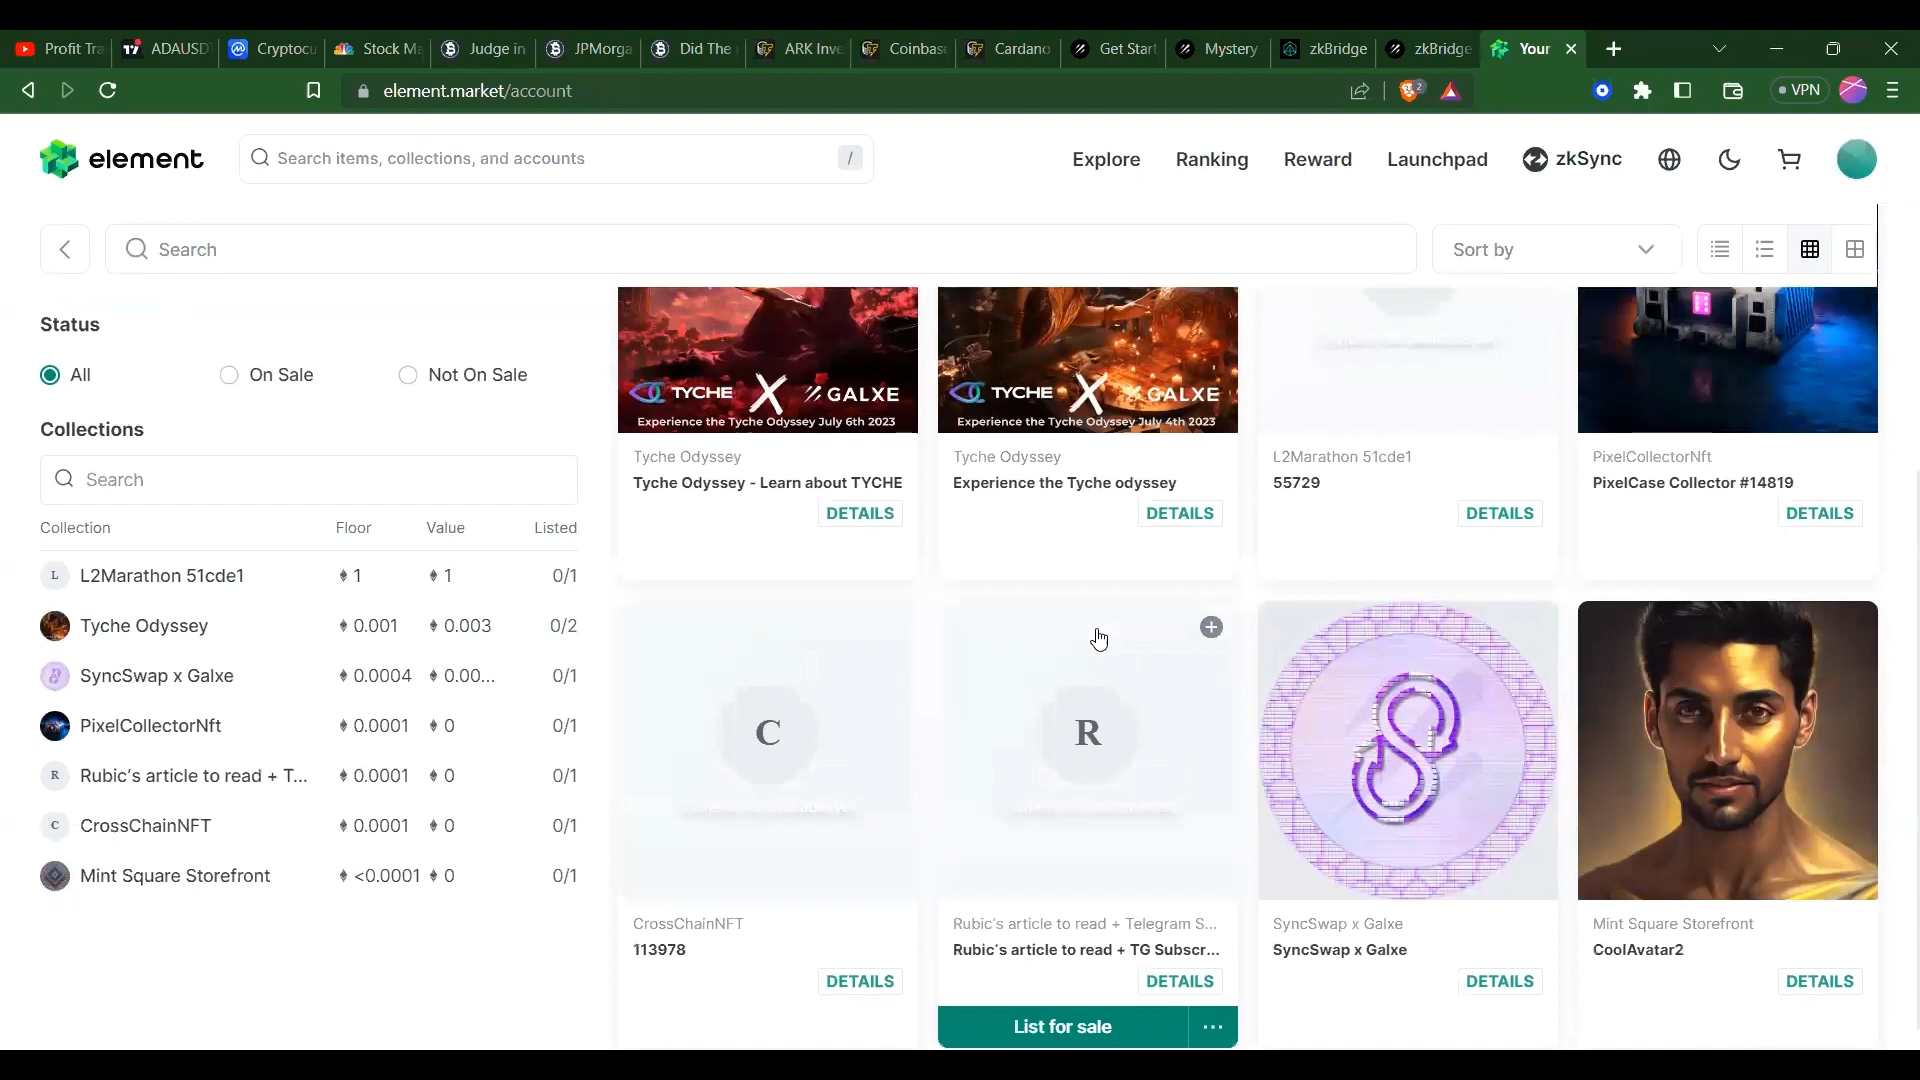 Profit Tra
ADAUSD
Cryptocu
Stock Ma
Judge in
JPMorga
Did The
ARK Inve
Coinbas
Cardano
Get Start
Mystery
zkBridge
zkBridge
Your
element.market/account
2
VPN
element
Search items, collections, and accounts
/
Explore
Ranking
Reward
Launchpad
zkSync
Search
Sort by
Status
All
On Sale
Not On Sale
Collections
Search
Collection Floor Value Listed
L L2Marathon 51cde1 1 1 0/1
Tyche Odyssey 0.001 0.003 0/2
SyncSwap x Galxe 0.0004 0.00... 0/1
PixelCollectorNft 0.0001 0 0/1
R Rubic's article to read + T... 0.0001 0 0/1
C CrossChainNFT 0.0001 0 0/1
Mint Square Storefront <0.0001 0 0/1
TYCHE X GALXE
Experience the Tyche Odyssey July 6th 2023
Tyche Odyssey
Tyche Odyssey - Learn about TYCHE
DETAILS
TYCHE X GALXE
Experience the Tyche Odyssey July 4th 2023
Tyche Odyssey
Experience the Tyche odyssey
DETAILS
L2Marathon 51cde1
55729
DETAILS
PixelCollectorNft
PixelCase Collector #14819
DETAILS
C
CrossChainNFT
113978
DETAILS
R
Rubic's article to read + Telegram S...
Rubic's article to read + TG Subscr...
DETAILS
List for sale
...
SyncSwap x Galxe
SyncSwap x Galxe
DETAILS
Mint Square Storefront
CoolAvatar2
DETAILS